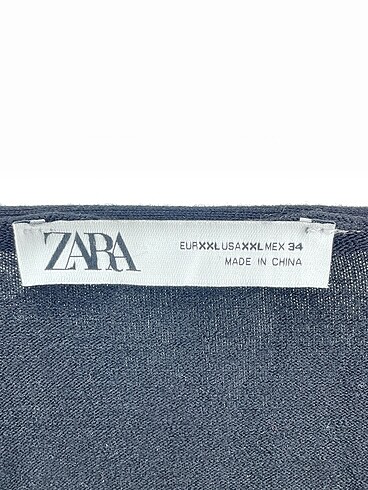 ZARA
EUR XXL USA XXL MEX 34
MADE IN CHINA